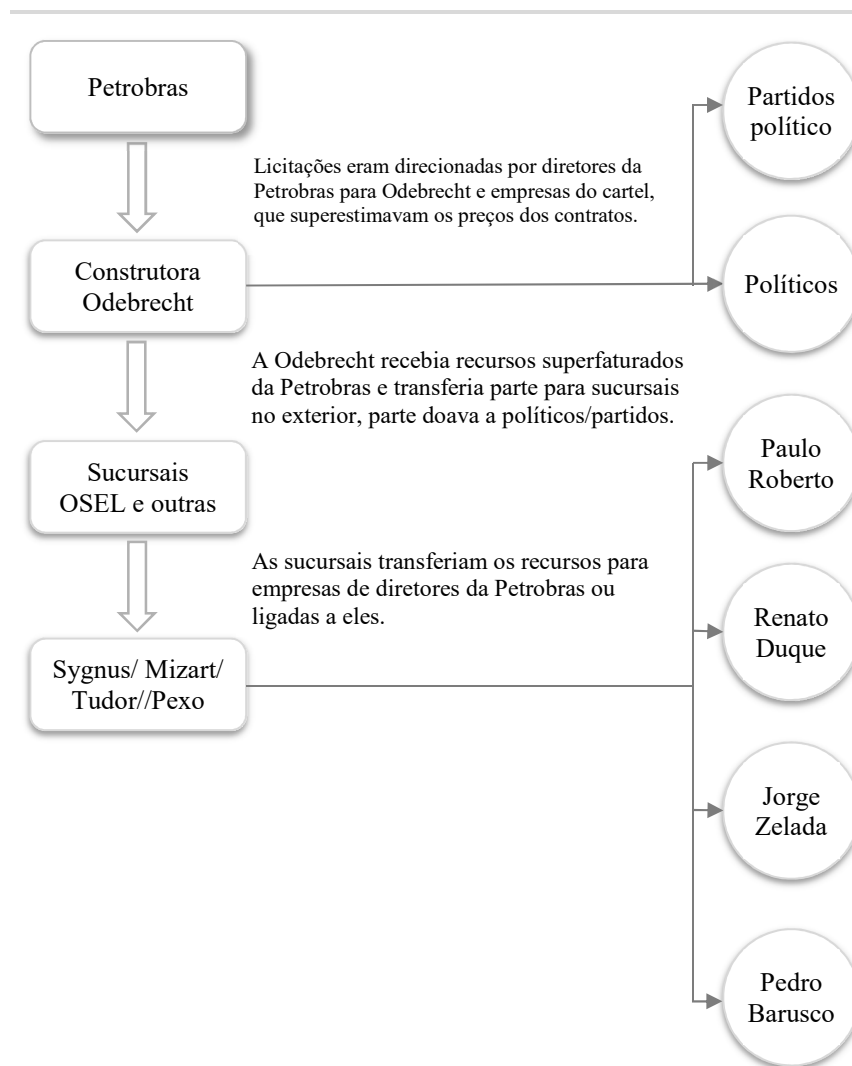 Petrobras
Partidos
político
Licitações eram direcionadas por diretores da
Petrobras para Odebrecht e empresas do cartel,
que superestimavam os preços dos contratos.
Construtora
Odebrecht
Políticos
A Odebrecht recebia recursos superfaturados
da Petrobras e transferia parte para sucursais
no exterior, parte doava a políticos/partidos.
Paulo
Roberto
Sucursais
OSEL e outras
As sucursais transferiam os recursos para
empresas de diretores da Petrobras ou
ligadas a eles.
Renato
Duque
Sygnus/ Mizart/
Tudor//Pexo
Jorge
Zelada
Pedro
Barusco